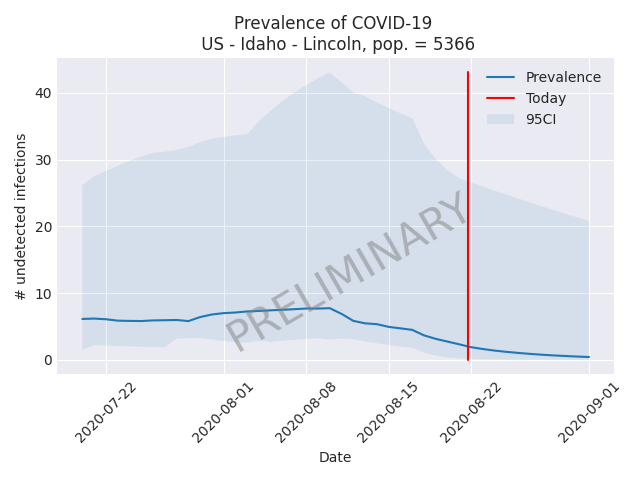 Prevalence of COVID-19
US - Idaho - Lincoln, pop. = 5366
Prevalence
Today
95CI
# undetected infections
40
30
20
10
0
PRELIMINARY
2020-07-22
2020-08-01
2020-08-08
2020-08-15
2020-08-22
2020-09-01
Date